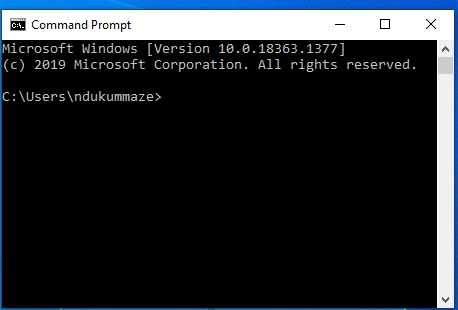 Command Prompt
Microsoft Windows [Version 10.0.18363.1377]
(c) 2019 Microsoft Corporation. All rights reserved.
C:\Users\ndukummaze>